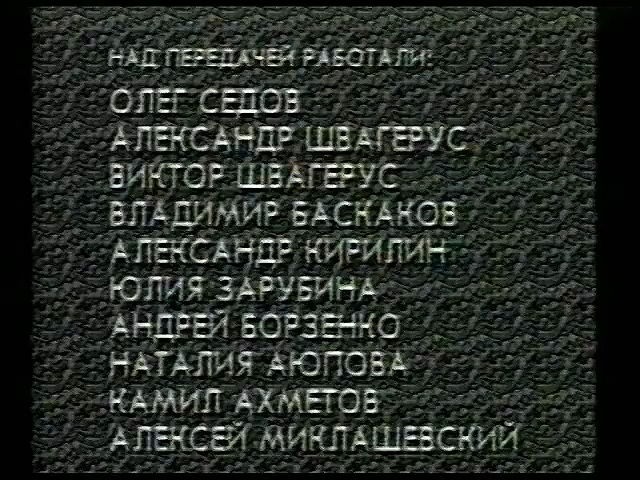 НАД ПЕРЕДАЧЕЙ РАБОТАЛИ:
ОЛЕГ СЕДОВ
АЛЕКСАНДР ШВАГЕРУС
ВИКТОР ШВАГЕРУС
ВЛАДИМИР БАСКАКОВ
АЛЕКСАНДР КИРИЛИН
ЮЛИЯ ЗАРУБИНА
АНДРЕЙ БОРЗЕНКО
НАТАЛИЯ АЮПОВА
КАМИЛ АХМЕТОВ
АЛЕКСЕЙ МИКЛАШЕВСКИЙ